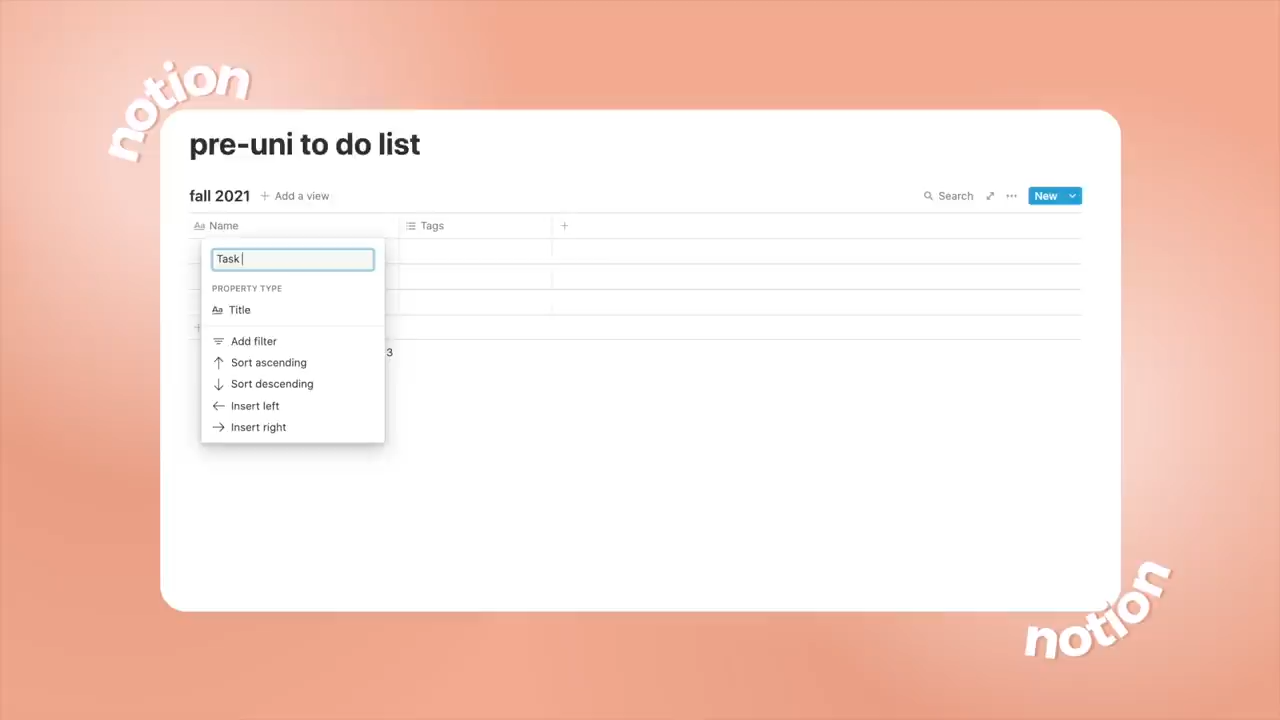 notion
pre-uni to do list
fall 2021 + Add a view Search New
Aa Name Tags +
Task
PROPERTY TYPE
Aa Title
+
Add filter
3
Sort ascending
Sort descending
Insert left
Insert right
notion